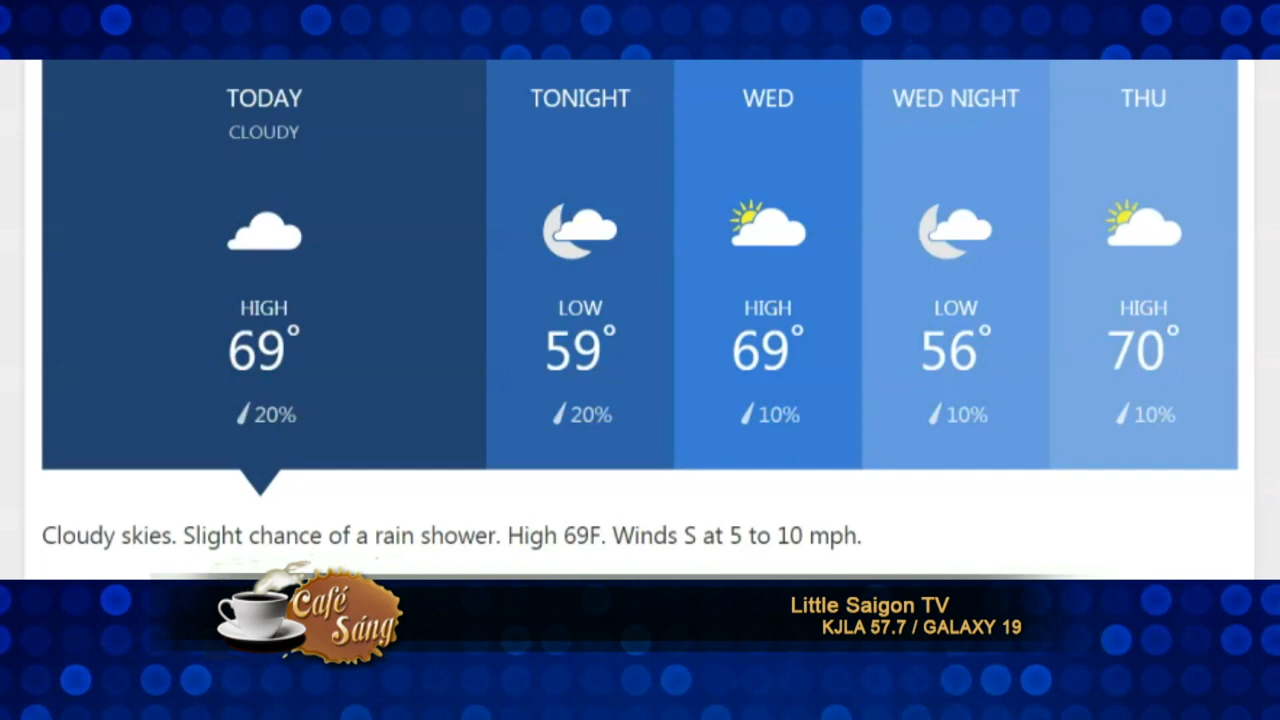 TODAY TONIGHT WED WED NIGHT THU
CLOUDY
HIGH LOW HIGH LOW HIGH
69° 59° 69° 56° 70°
20% 20% 10% 10% 10%
Cloudy skies. Slight chance of a rain shower. High 69F. Winds S at 5 to 10 mph.
Café
Sáng
Little Saigon TV
KJLA 57.7 / GALAXY 19